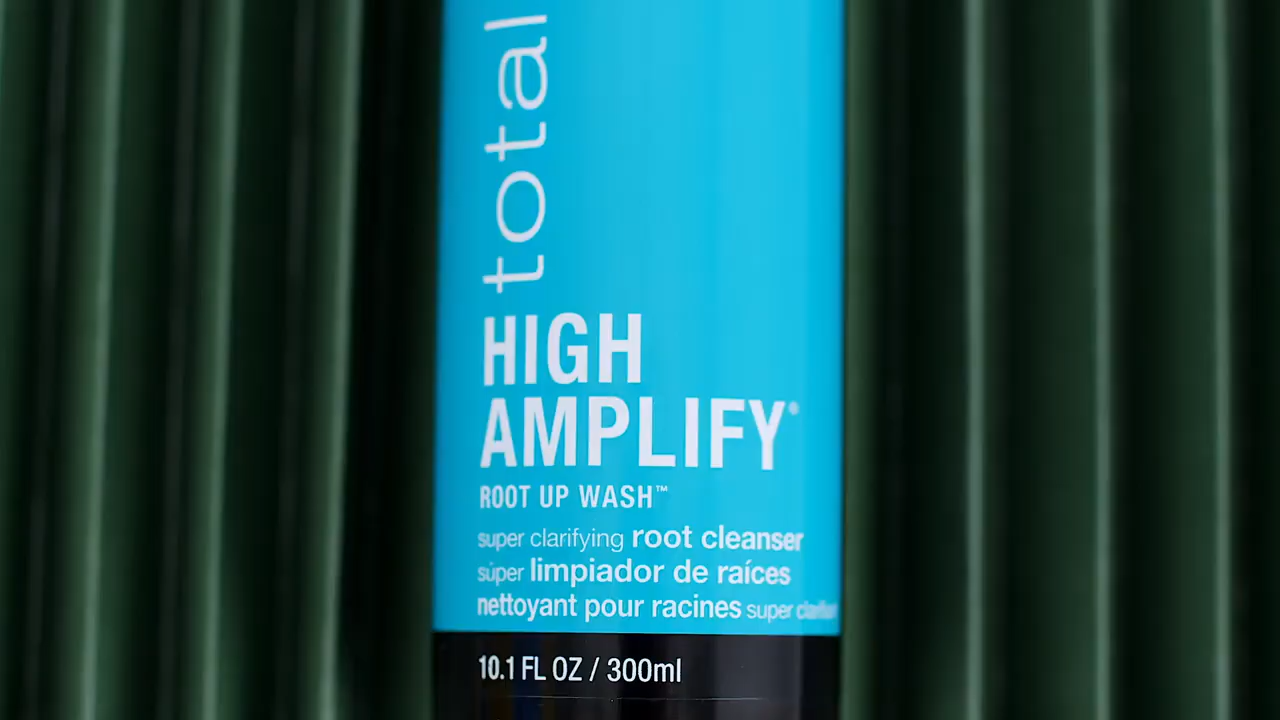 total
HIGH
AMPLIFY®
ROOT UP WASH™
super clarifying root cleanser
súper limpiador de raíces
nettoyant pour racines super
10.1 FL OZ / 300ml